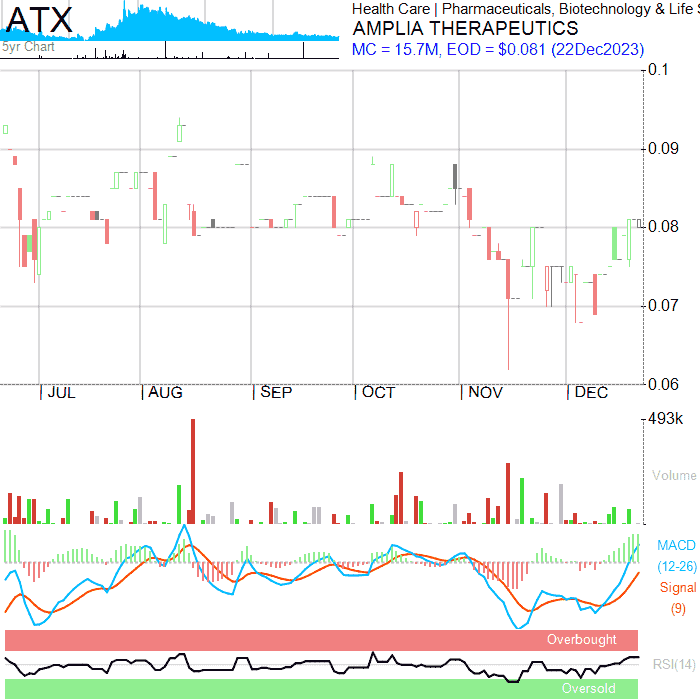 ATX
5yr Chart
Health Care | Pharmaceuticals, Biotechnology & Life S
AMPLIA THERAPEUTICS
MC = 15.7M, EOD = $0.081 (22Dec2023)
0.1
0.09
0.08
0.07
0.06
JUL AUG SEP OCT NOV DEC
493k
Volume
MACD
(12-26)
Signal
(9)
Overbought
RSI(14)
Oversold